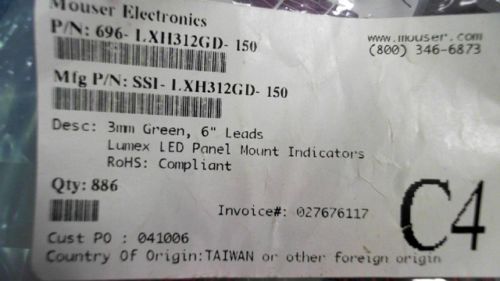 Mouser Electronics
P/N: 696- LXH312GD- 150
www.mouser.com
(800) 346-6873
Mfg P/N: SSI- LXH312GD- 150
Desc: 3mm Green, 6" Leads
Lumex LED Panel Mount Indicators
RoHS: Compliant
Qty: 886
Invoice#: 027676117
C4
Cust PO : 041006
Country Of Origin:TAIWAN or other foreign origin